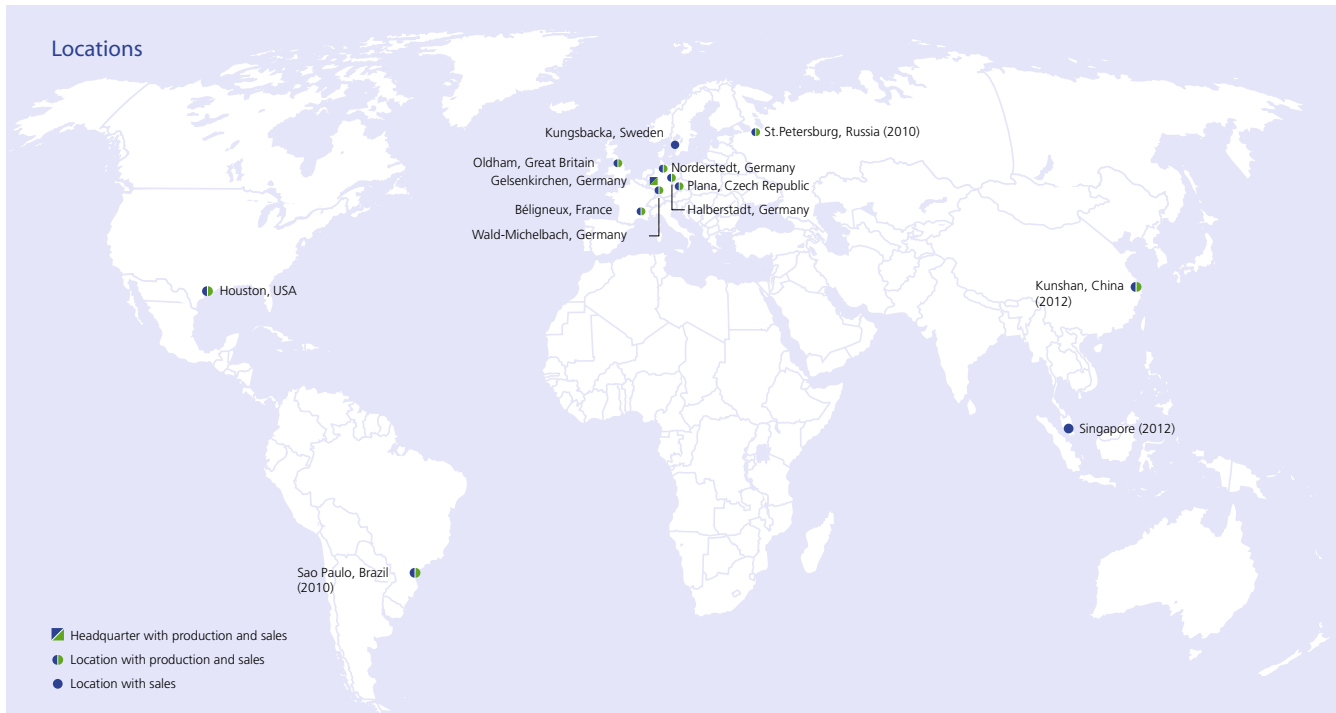 Locations
Kungsbacka, Sweden
St.Petersburg, Russia (2010)
Oldham, Great Britain
Norderstedt, Germany
Gelsenkirchen, Germany
Plana, Czech Republic
Béligneux, France
Halberstadt, Germany
Wald-Michelbach, Germany
Houston, USA
Kunshan, China
(2012)
Singapore (2012)
Sao Paulo, Brazil
(2010)
Headquarter with production and sales
Location with production and sales
Location with sales